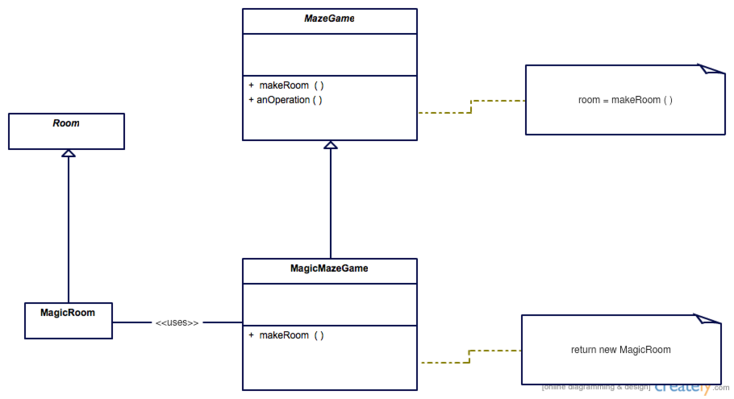 MazeGame
+ makeRoom ( )
+ anOperation ( )
room = makeRoom ( )
Room
MagicMazeGame
+ makeRoom ( )
MagicRoom
<<uses>>
return new MagicRoom
[online diagramming & design] creately.com